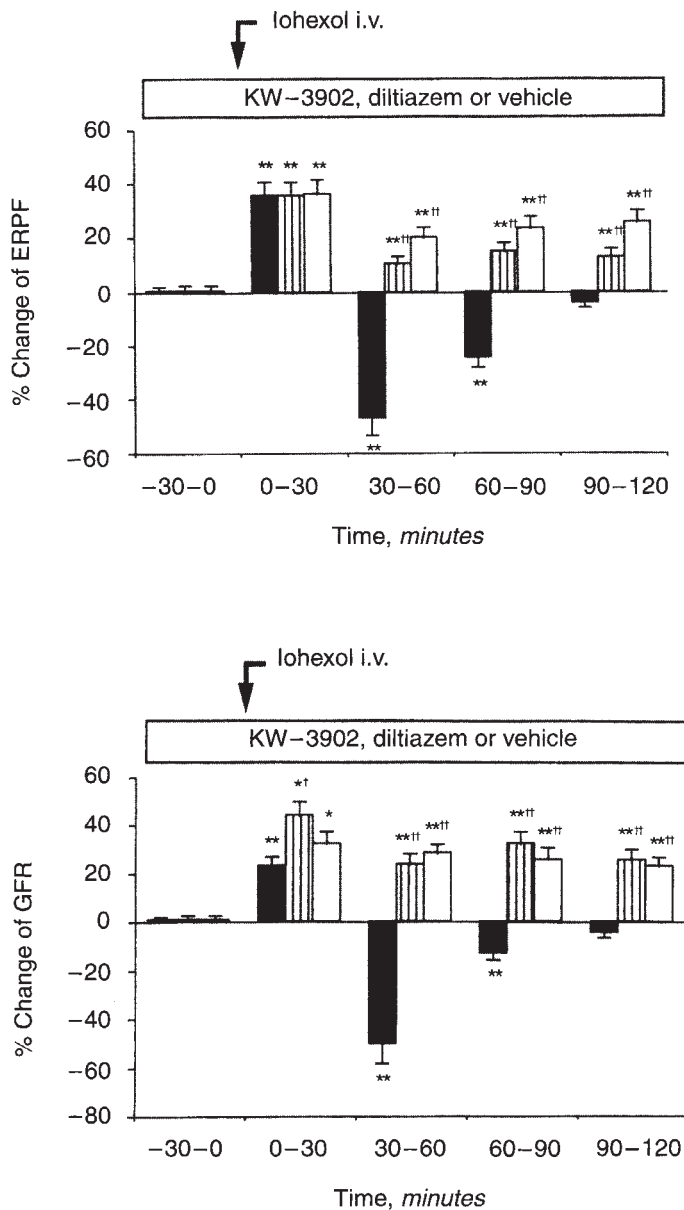 Iohexol i.v.
KW–3902, diltiazem or vehicle
% Change of ERPF
60
40
20
0
−20
−40
−60
** ** **
**†† **††
**†† **††
**†† **††
**
**
−30–0 0–30 30–60 60–90 90–120
Time, minutes
Iohexol i.v.
KW–3902, diltiazem or vehicle
% Change of GFR
60
40
20
0
−20
−40
−60
−80
** *† *
**†† **††
**†† **††
**†† **††
**
**
−30–0 0–30 30–60 60–90 90–120
Time, minutes